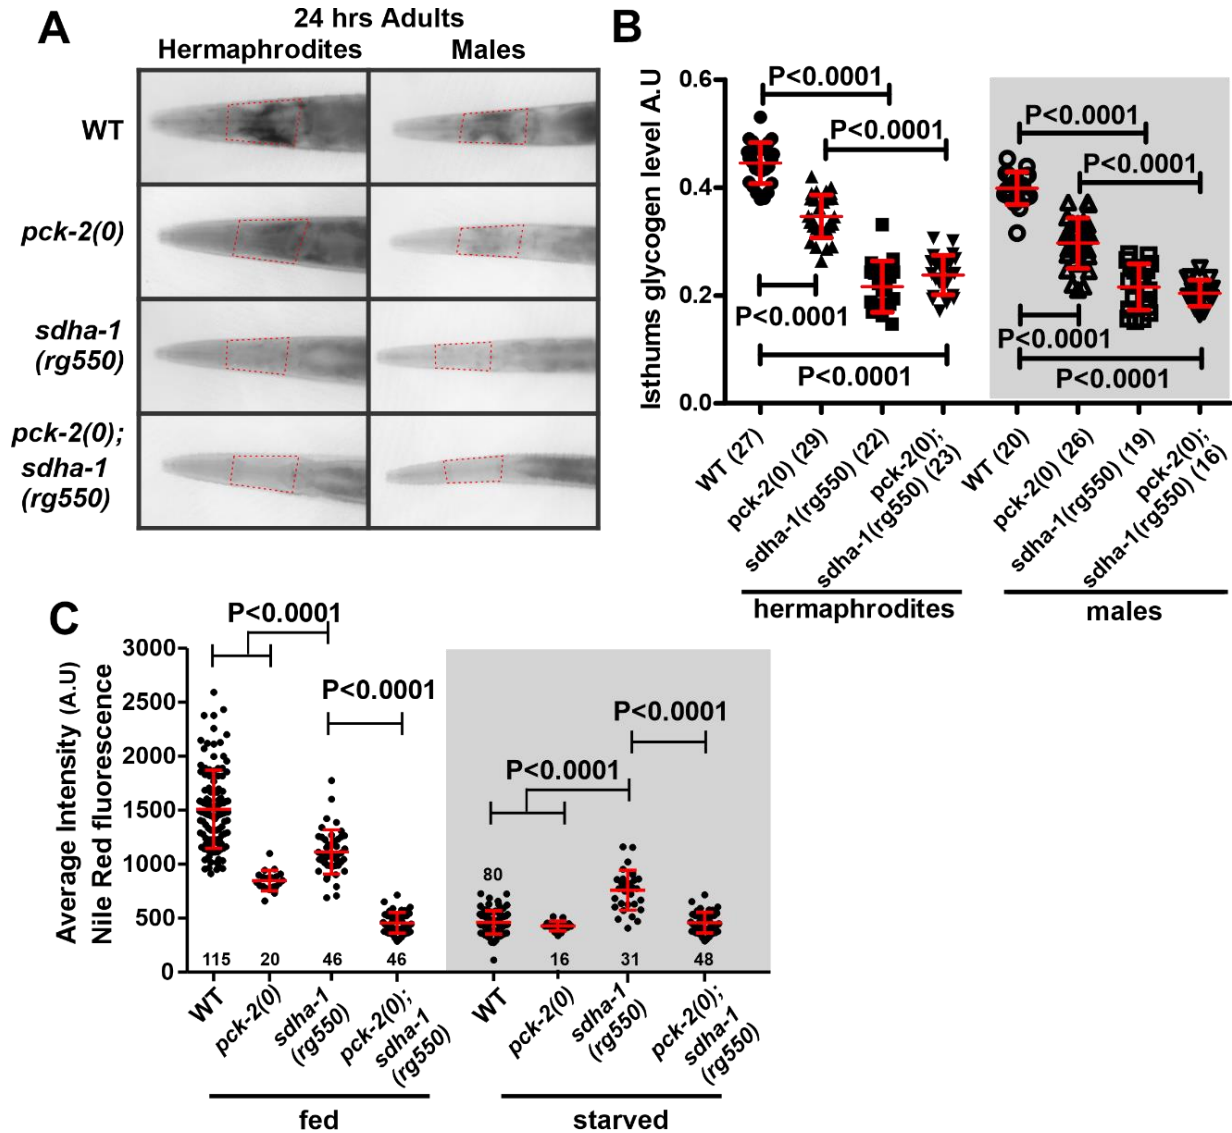 A
24 hrs Adults
Hermaphrodites
Males
WT
pck-2(0)
sdha-1
(rg550)
pck-2(0);
sdha-1
(rg550)
B
Isthums glycogen level A.U
0.6
0.4
0.2
0.0
P<0.0001
P<0.0001
P<0.0001
P<0.0001
P<0.0001
P<0.0001
P<0.0001
P<0.0001
WT (27)
pck-2(0) (29)
sdha-1(rg550) (22)
pck-2(0);
sdha-1(rg550) (23)
WT (20)
pck-2(0) (26)
sdha-1(rg550) (19)
pck-2(0);
sdha-1(rg550) (16)
hermaphrodites
males
C
Average Intensity (A.U)
Nile Red fluorescence
3000
2500
2000
1500
1000
500
0
P<0.0001
P<0.0001
P<0.0001
P<0.0001
115
20
46
46
80
16
31
48
WT
pck-2(0)
sdha-1
(rg550)
pck-2(0);
sdha-1
(rg550)
WT
pck-2(0)
sdha-1
(rg550)
pck-2(0);
sdha-1
(rg550)
fed
starved